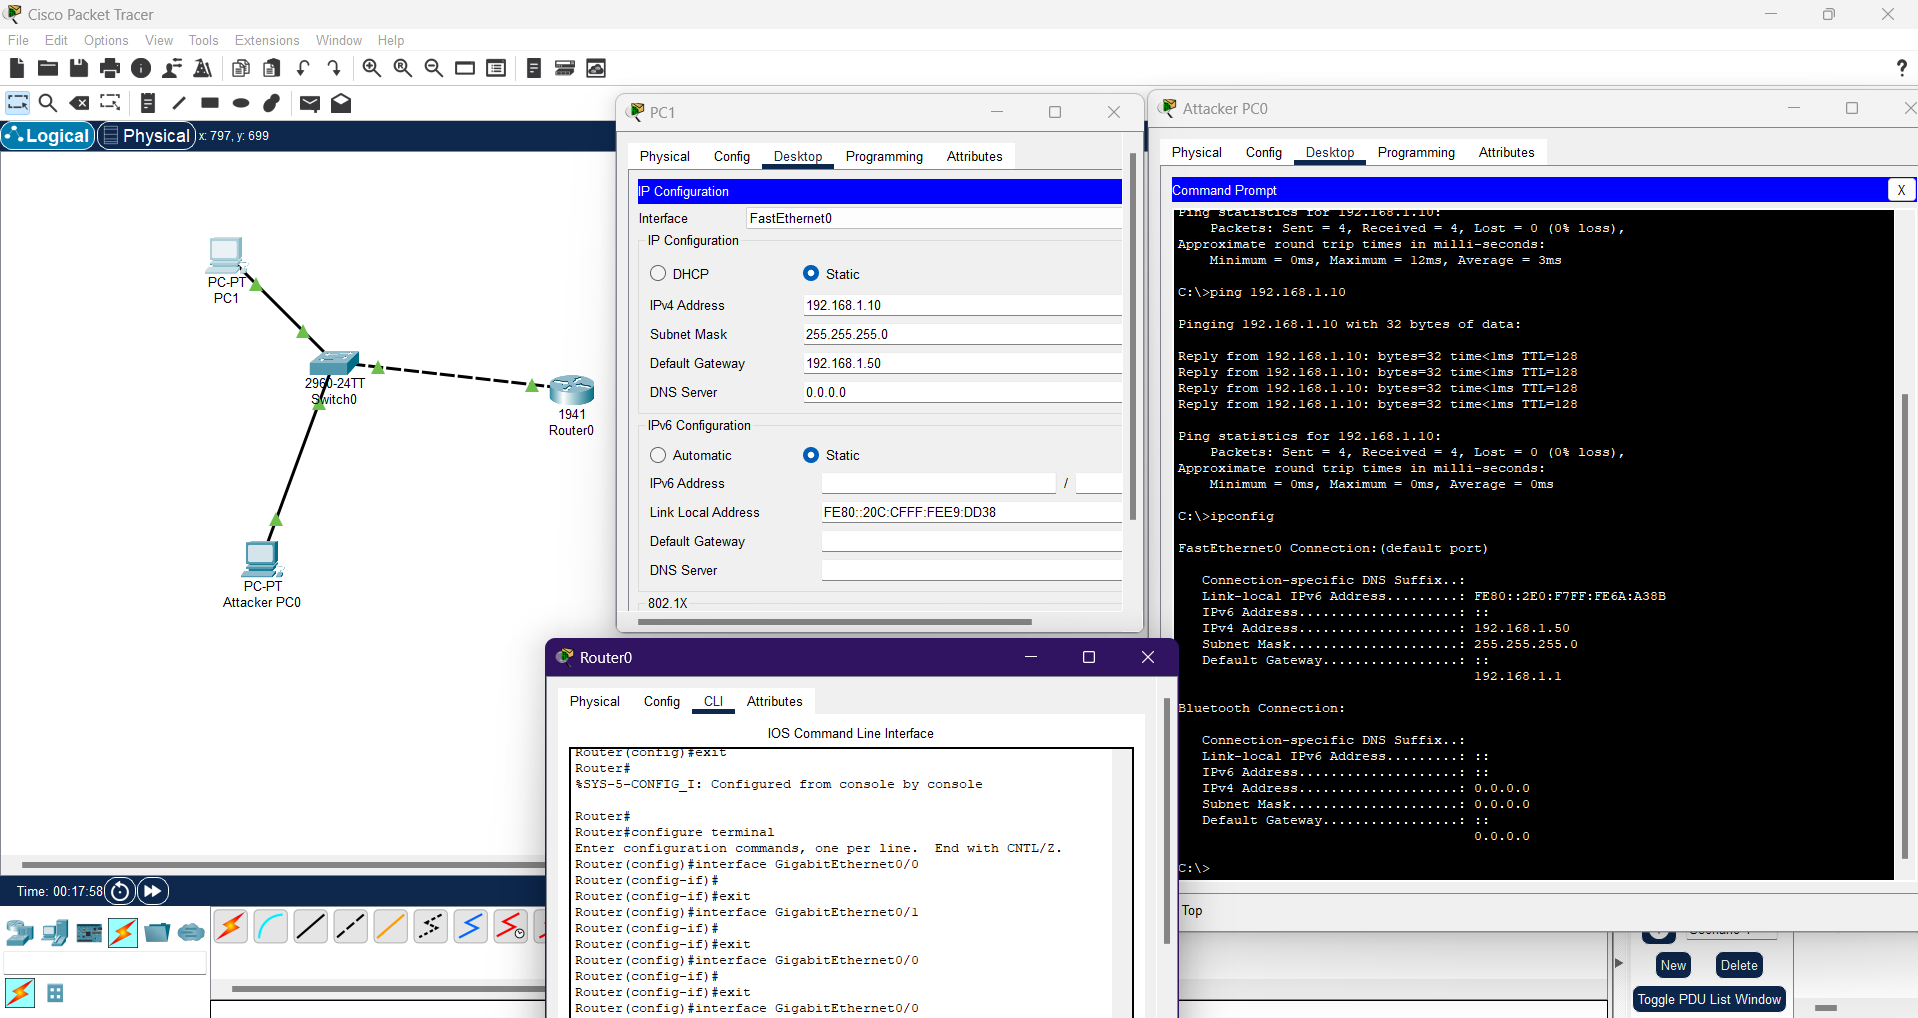 Cisco Packet Tracer
File Edit Options View Tools Extensions Window Help
?
Logical Physical x: 797, y: 699
PC-PT
PC1
2960-24TT
Switch0
1941
Router0
PC-PT
Attacker PC0
Time: 00:17:58
PC1
Physical Config Desktop Programming Attributes
IP Configuration
Interface FastEthernet0
IP Configuration
DHCP Static
IPv4 Address 192.168.1.10
Subnet Mask 255.255.255.0
Default Gateway 192.168.1.50
DNS Server 0.0.0.0
IPv6 Configuration
Automatic Static
IPv6 Address /
Link Local Address FE80::20C:CFFF:FEE9:DD38
Default Gateway
DNS Server
802.1X
Router0
Physical Config CLI Attributes
IOS Command Line Interface
Router(config)#exit
Router#
%SYS-5-CONFIG_I: Configured from console by console
Router#
Router#configure terminal
Enter configuration commands, one per line. End with CNTL/Z.
Router(config)#interface GigabitEthernet0/0
Router(config-if)#
Router(config-if)#exit
Router(config)#interface GigabitEthernet0/1
Router(config-if)#
Router(config-if)#exit
Router(config)#interface GigabitEthernet0/0
Router(config-if)#
Router(config-if)#exit
Router(config)#interface GigabitEthernet0/0
Attacker PC0
Physical Config Desktop Programming Attributes
Command Prompt X
Ping statistics for 192.168.1.10:
Packets: Sent = 4, Received = 4, Lost = 0 (0% loss),
Approximate round trip times in milli-seconds:
Minimum = 0ms, Maximum = 12ms, Average = 3ms
C:\>ping 192.168.1.10
Pinging 192.168.1.10 with 32 bytes of data:
Reply from 192.168.1.10: bytes=32 time<1ms TTL=128
Reply from 192.168.1.10: bytes=32 time<1ms TTL=128
Reply from 192.168.1.10: bytes=32 time<1ms TTL=128
Reply from 192.168.1.10: bytes=32 time<1ms TTL=128
Ping statistics for 192.168.1.10:
Packets: Sent = 4, Received = 4, Lost = 0 (0% loss),
Approximate round trip times in milli-seconds:
Minimum = 0ms, Maximum = 0ms, Average = 0ms
C:\>ipconfig
FastEthernet0 Connection:(default port)
Connection-specific DNS Suffix..:
Link-local IPv6 Address.........: FE80::2E0:F7FF:FE6A:A38B
IPv6 Address....................: ::
IPv4 Address....................: 192.168.1.50
Subnet Mask.....................: 255.255.255.0
Default Gateway.................: ::
192.168.1.1
Bluetooth Connection:
Connection-specific DNS Suffix..:
Link-local IPv6 Address.........: ::
IPv6 Address....................: ::
IPv4 Address....................: 0.0.0.0
Subnet Mask.....................: 0.0.0.0
Default Gateway.................: ::
0.0.0.0
C:\>
Top
New Delete
Toggle PDU List Window